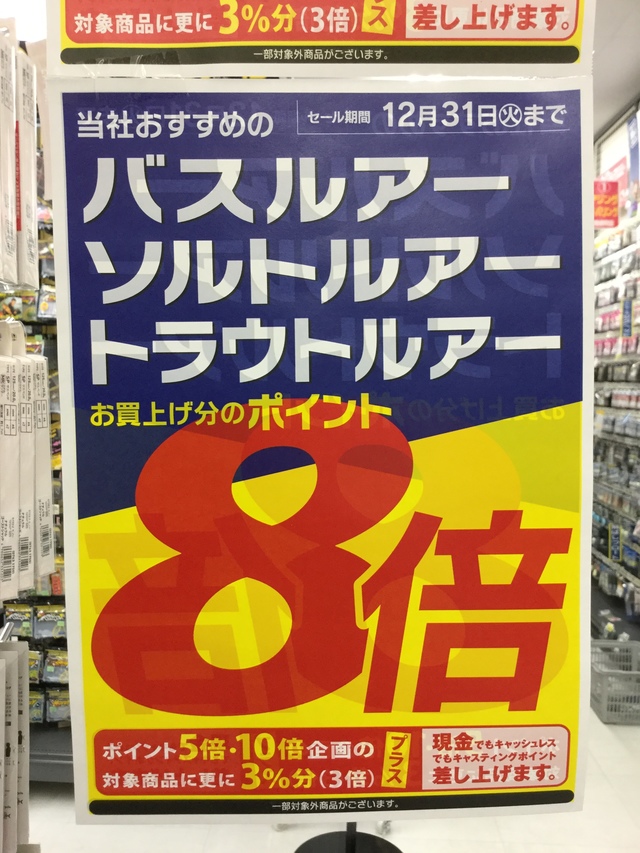 対象商品に更に3%分(3倍)
プラス
差し上げます。
一部対象外商品がございます。
当社おすすめの
セール期間 12月31日㊋まで
バスルアー
ソルトルアー
トラウトルアー
お買上げ分のポイント
8倍
ポイント5倍・10倍企画の
対象商品に更に3%分(3倍)
プラス
現金でもキャッシュレス
でもキャスティングポイント
差し上げます。
一部対象外商品がございます。